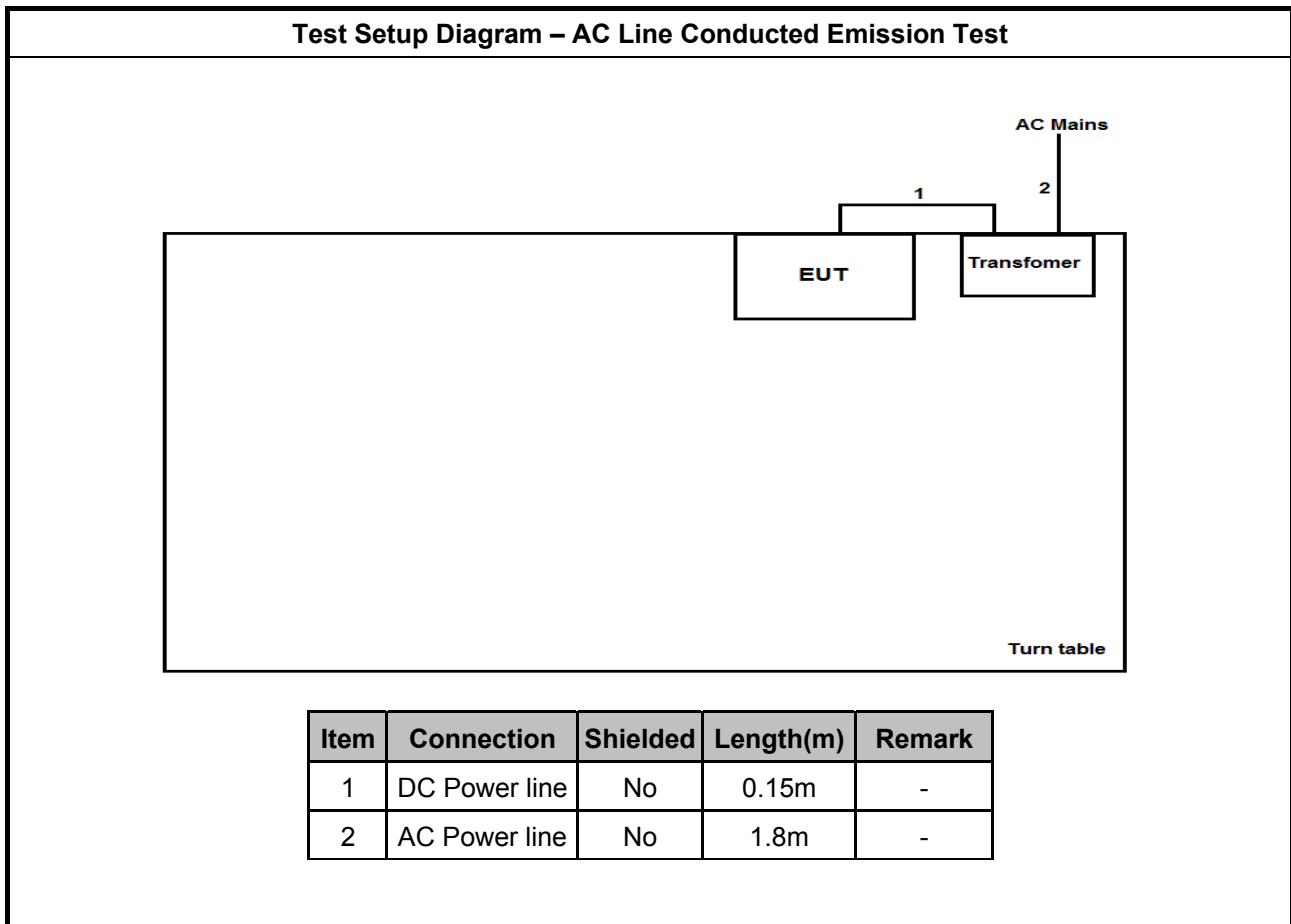 Test Setup Diagram – AC Line Conducted Emission Test
AC Mains
1
2
EUT
Transfomer
Turn table
Item Connection Shielded Length(m) Remark
1 DC Power line No 0.15m -
2 AC Power line No 1.8m -